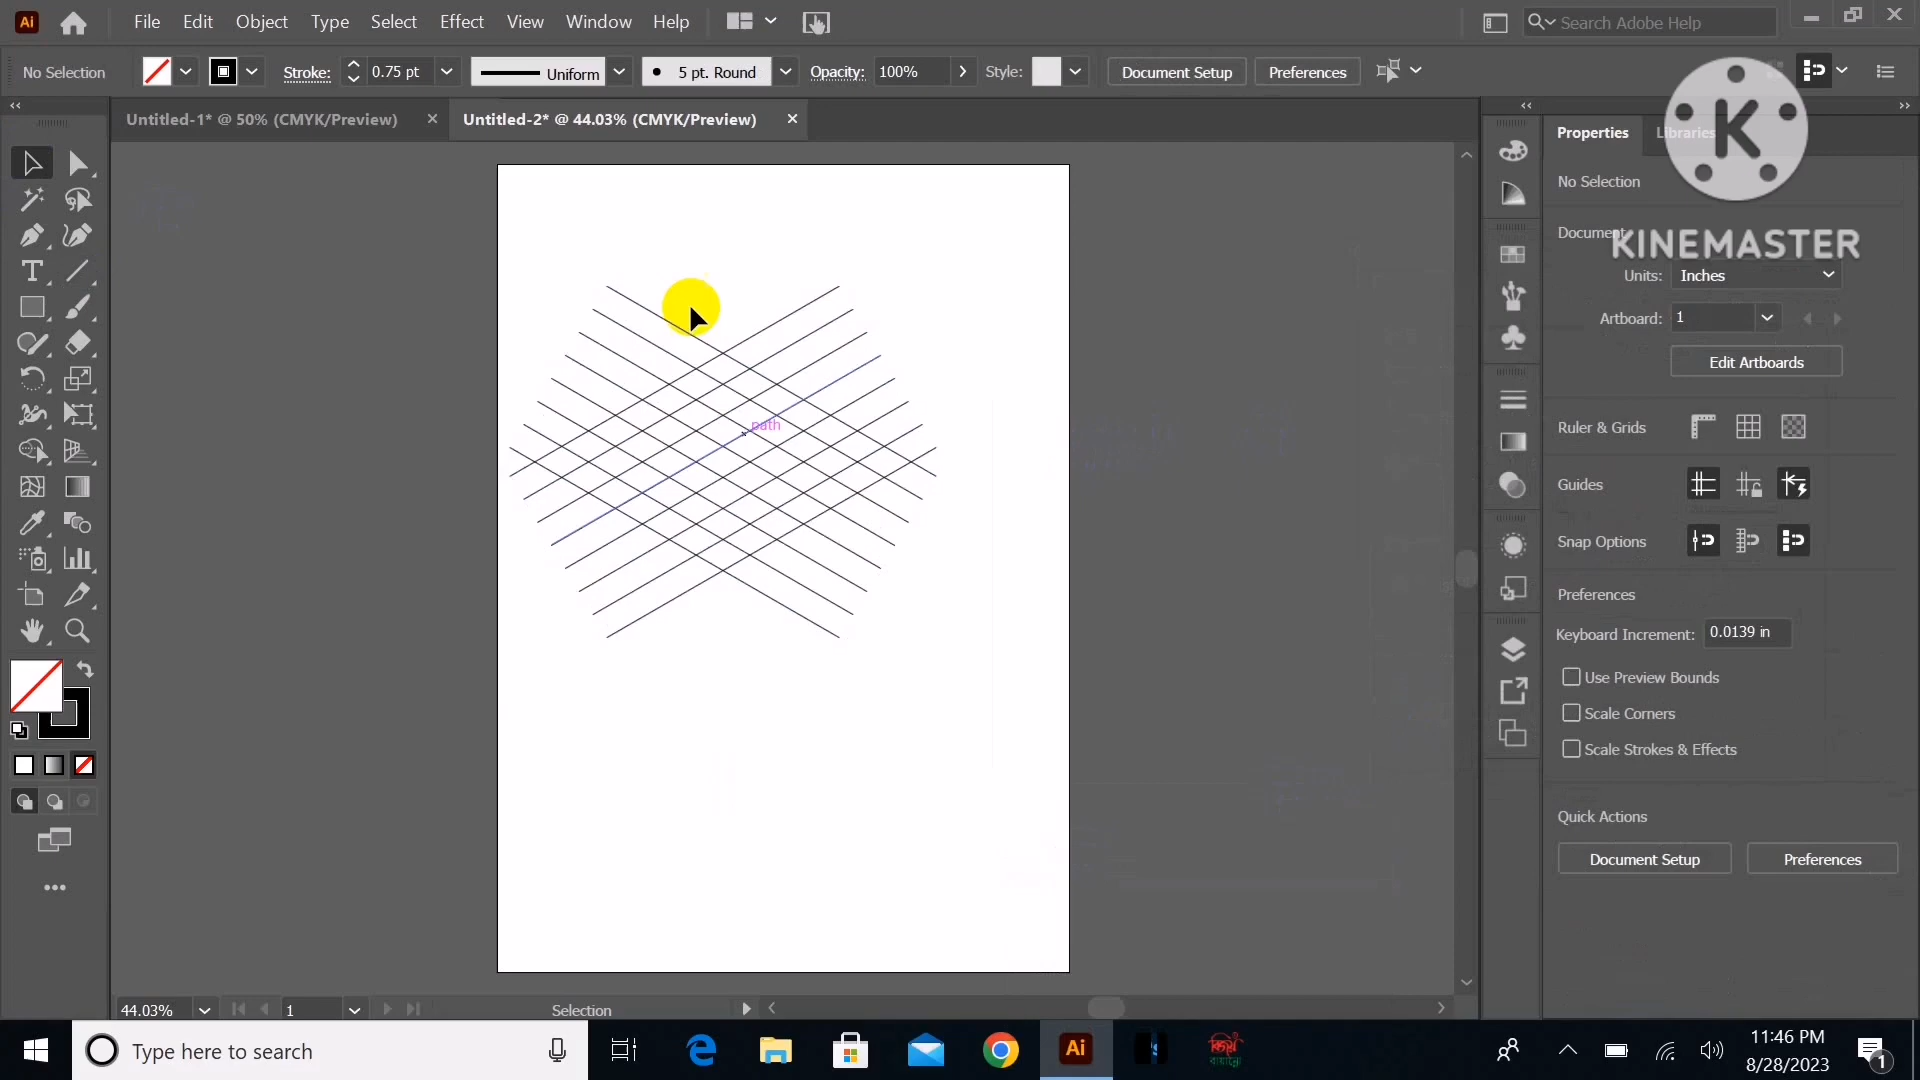 Ai File Edit Object Type Select Effect View Window Help Search Adobe Help
No Selection Stroke: 0.75 pt Uniform 5 pt. Round Opacity: 100% Style: Document Setup Preferences
Untitled-1* @ 50% (CMYK/Preview) Untitled-2* @ 44.03% (CMYK/Preview)
Properties Libraries
K
No Selection
Document
KINEMASTER
Units: Inches
Artboard: 1
Edit Artboards
path
Ruler & Grids
Guides
Snap Options
Preferences
Keyboard Increment: 0.0139 in
Use Preview Bounds
Scale Corners
Scale Strokes & Effects
Quick Actions
Document Setup Preferences
44.03% 1 Selection
Type here to search
Ai
11:46 PM
8/28/2023
1